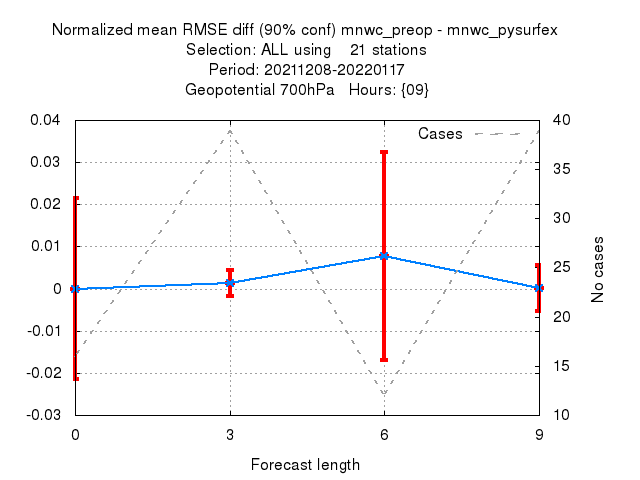 Normalized mean RMSE diff (90% conf) mnwc_preop - mnwc_pysurfex
Selection: ALL using    21 stations
Period: 20211208-20220117
Geopotential 700hPa   Hours: {09}
Cases
0.04
0.03
0.02
0.01
0
-0.01
-0.02
-0.03
40
35
30
25
20
15
10
No cases
0 3 6 9
Forecast length